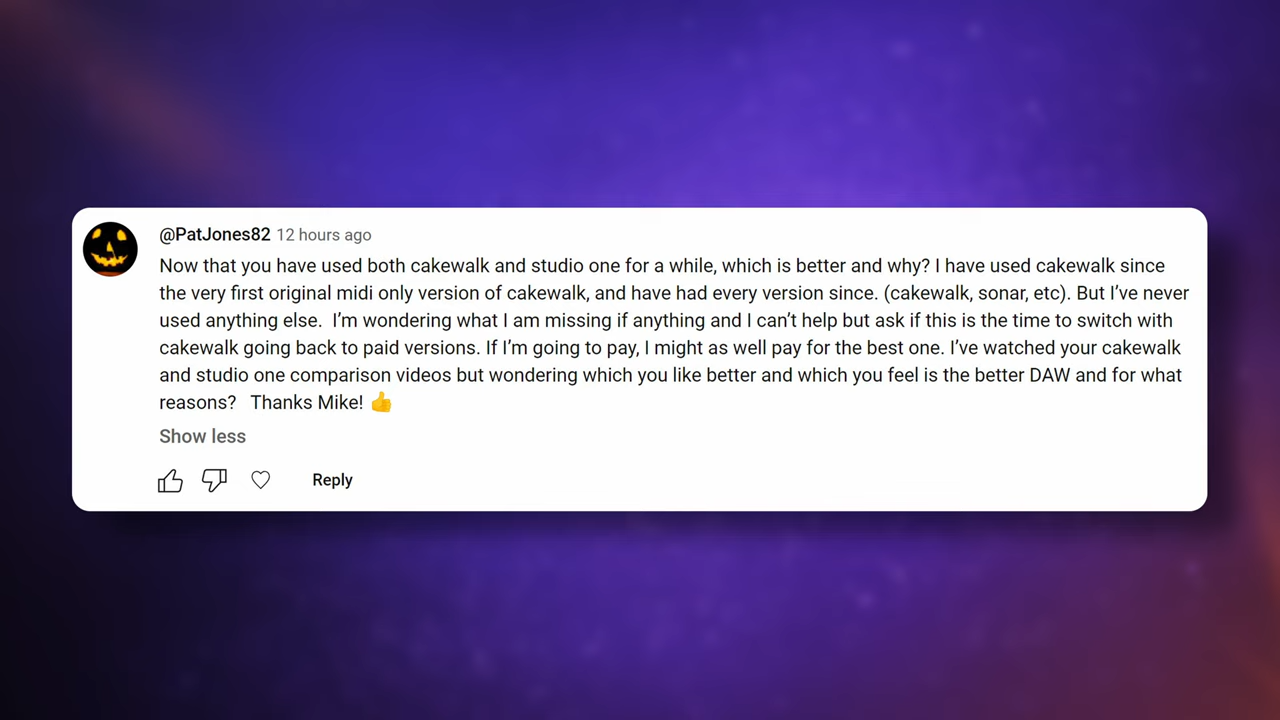 @PatJones82 12 hours ago
Now that you have used both cakewalk and studio one for a while, which is better and why? I have used cakewalk since
the very first original midi only version of cakewalk, and have had every version since. (cakewalk, sonar, etc). But I’ve never
used anything else.  I’m wondering what I am missing if anything and I can’t help but ask if this is the time to switch with
cakewalk going back to paid versions. If I’m going to pay, I might as well pay for the best one. I’ve watched your cakewalk
and studio one comparison videos but wondering which you like better and which you feel is the better DAW and for what
reasons?   Thanks Mike! 👍
Show less
Reply